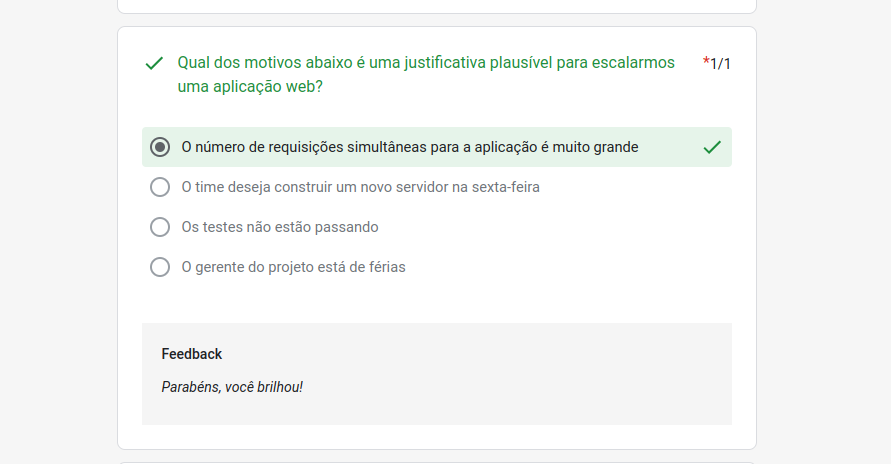 Qual dos motivos abaixo é uma justificativa plausível para escalarmos
uma aplicação web?
*1/1
O número de requisições simultâneas para a aplicação é muito grande
O time deseja construir um novo servidor na sexta-feira
Os testes não estão passando
O gerente do projeto está de férias
Feedback
Parabéns, você brilhou!